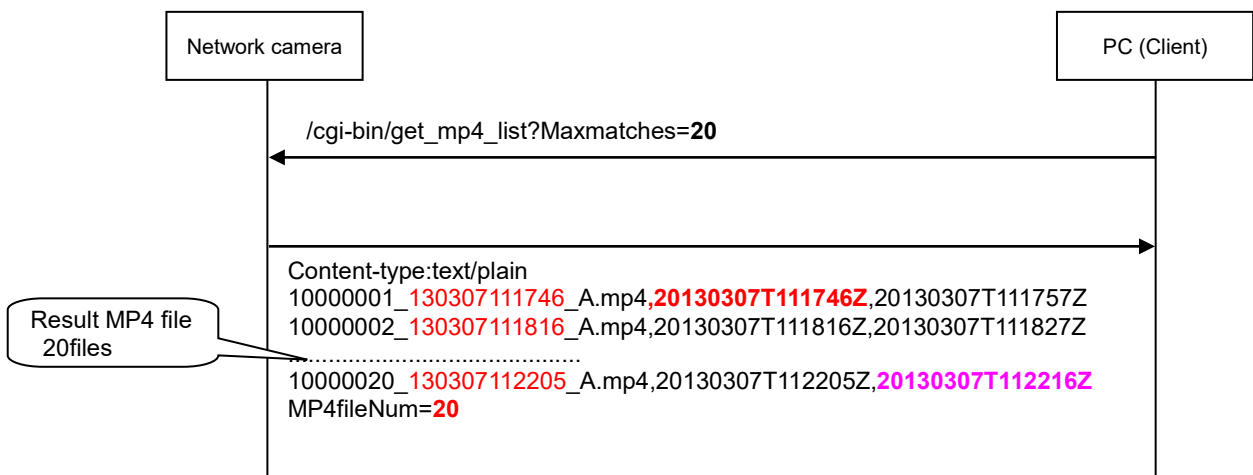 Network camera
PC (Client)
/cgi-bin/get_mp4_list?Maxmatches=20
Content-type:text/plain
10000001_130307111746_A.mp4,20130307T111746Z,20130307T111757Z
10000002_130307111816_A.mp4,20130307T111816Z,20130307T111827Z
...........................................
10000020_130307112205_A.mp4,20130307T112205Z,20130307T112216Z
MP4fileNum=20
Result MP4 file
20files